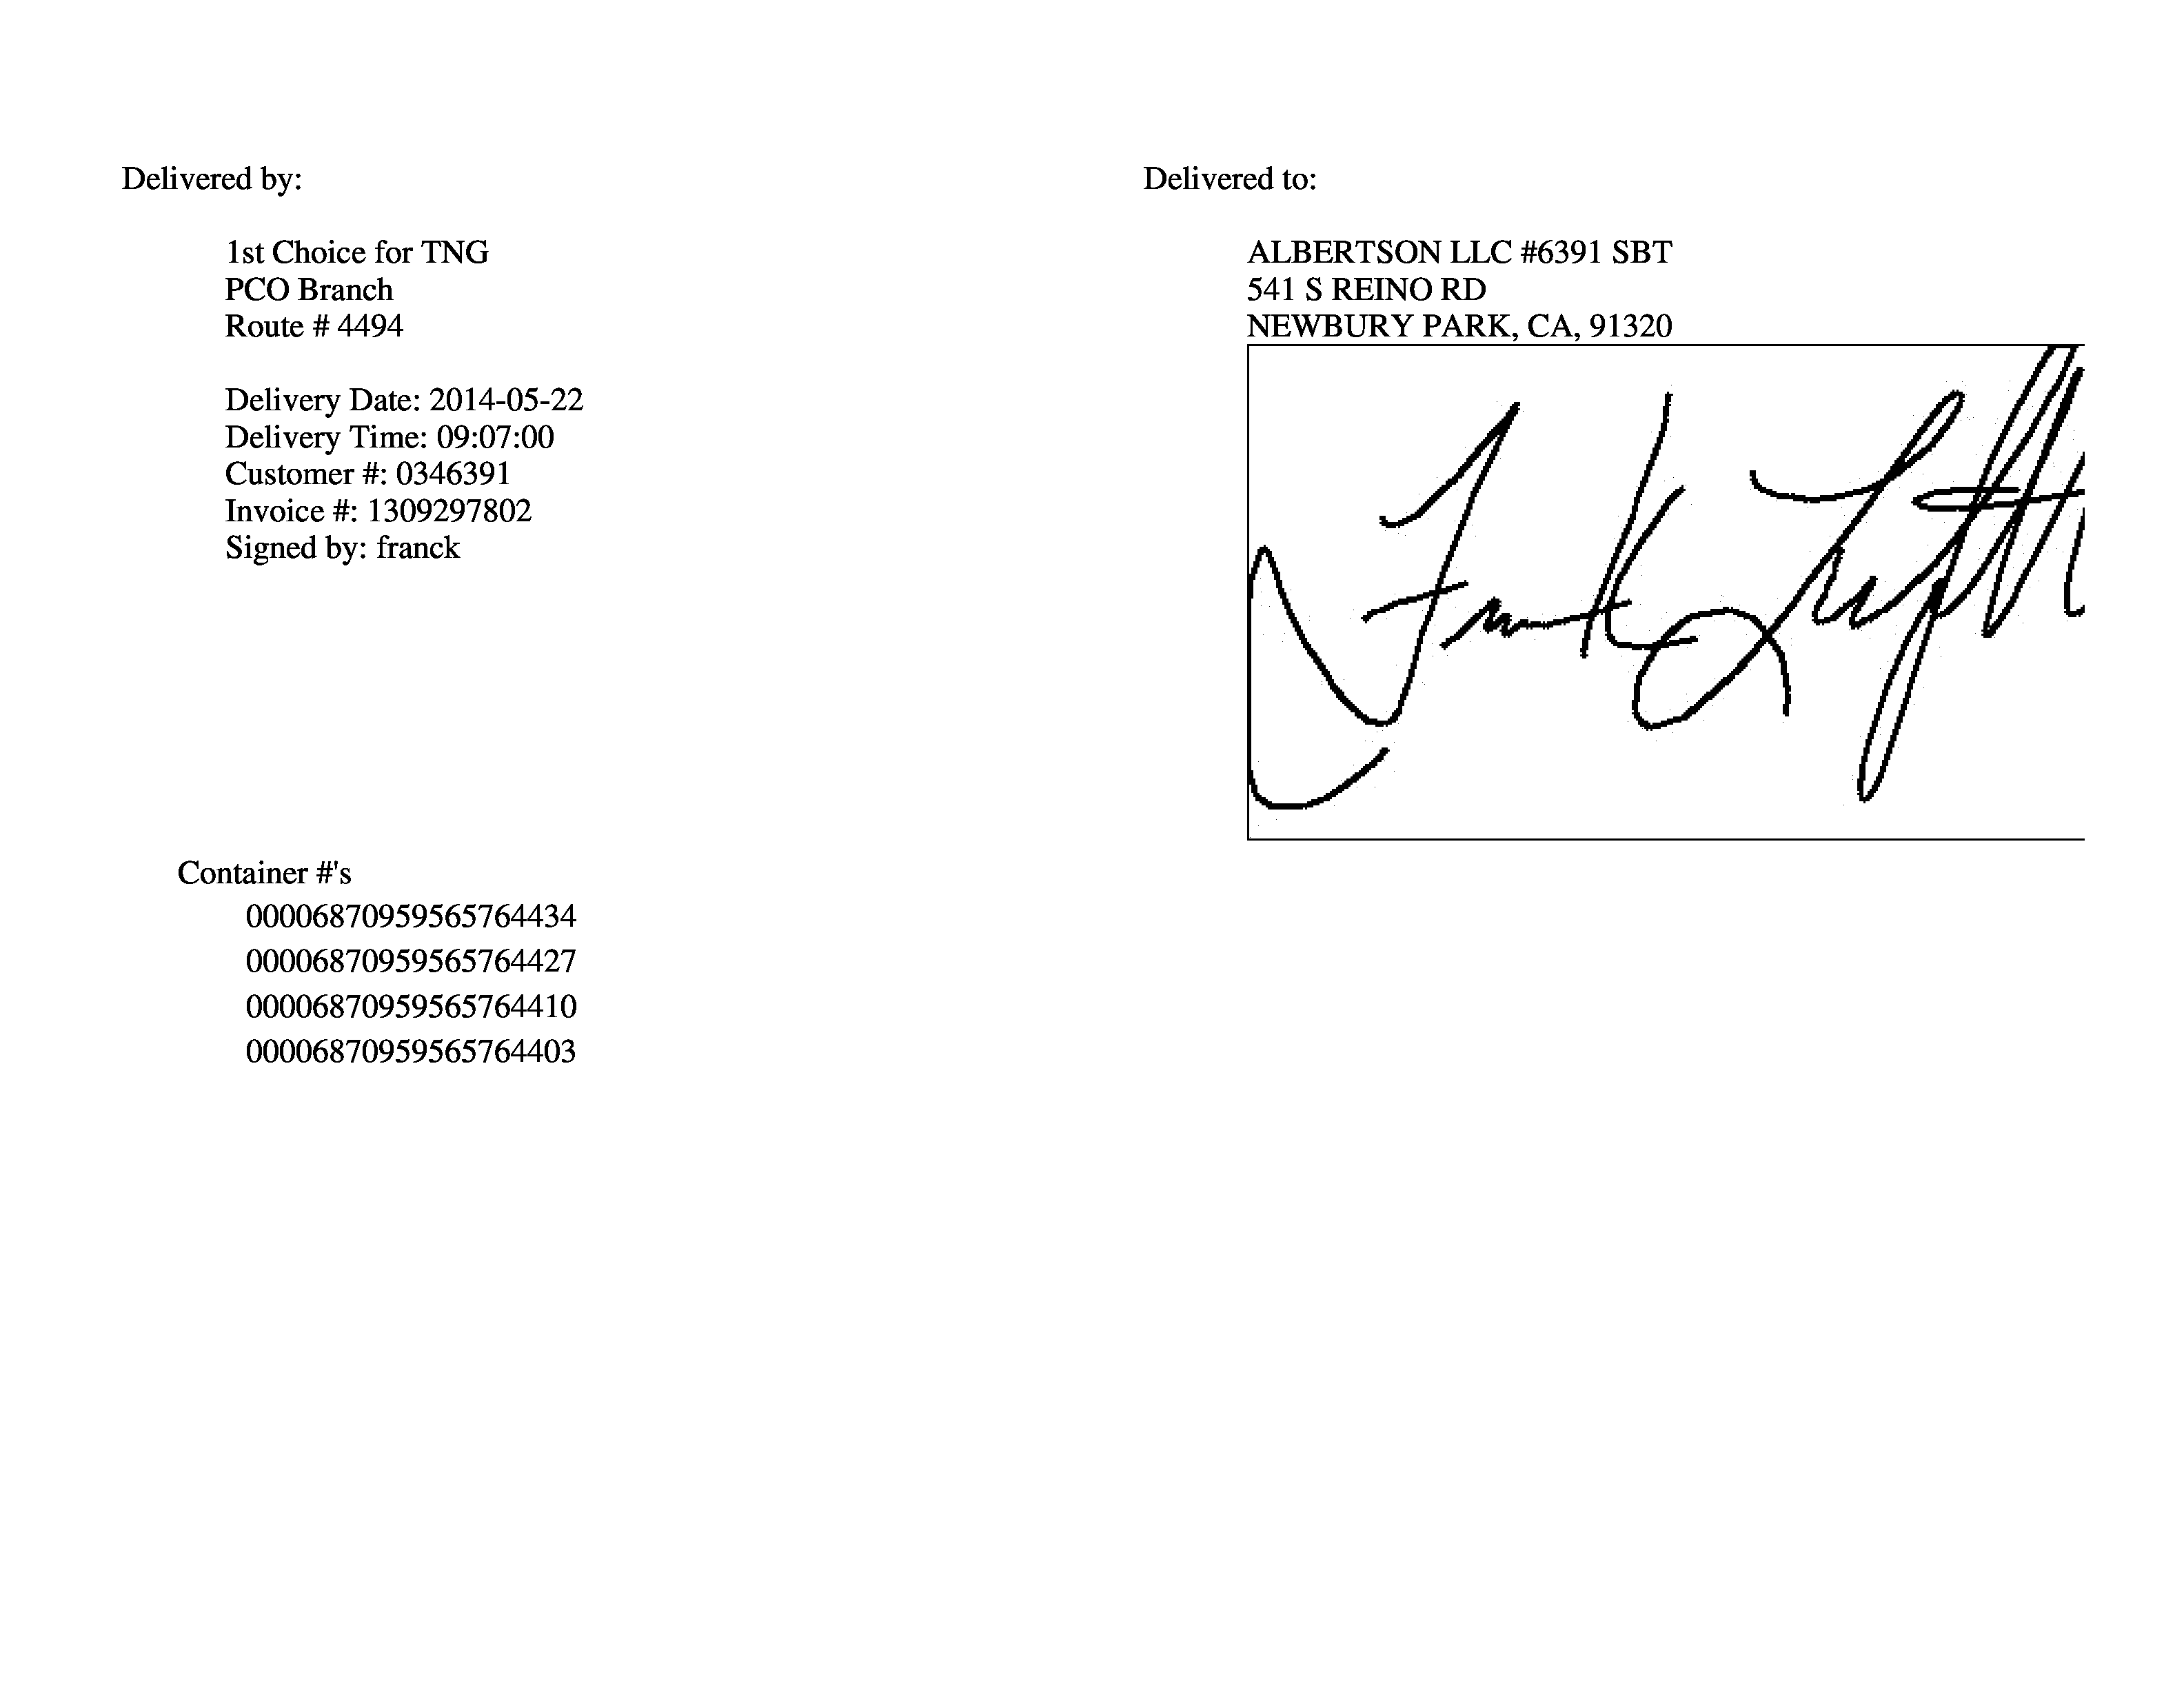 Delivered by:
1st Choice for TNG
PCO Branch
Route # 4494
Delivery Date: 2014-05-22
Delivery Time: 09:07:00
Customer #: 0346391
Invoice #: 1309297802
Signed by: franck
Delivered to:
ALBERTSON LLC #6391 SBT
541 S REINO RD
NEWBURY PARK, CA, 91320
Frank
Container #'s
00006870959565764434
00006870959565764427
00006870959565764410
00006870959565764403